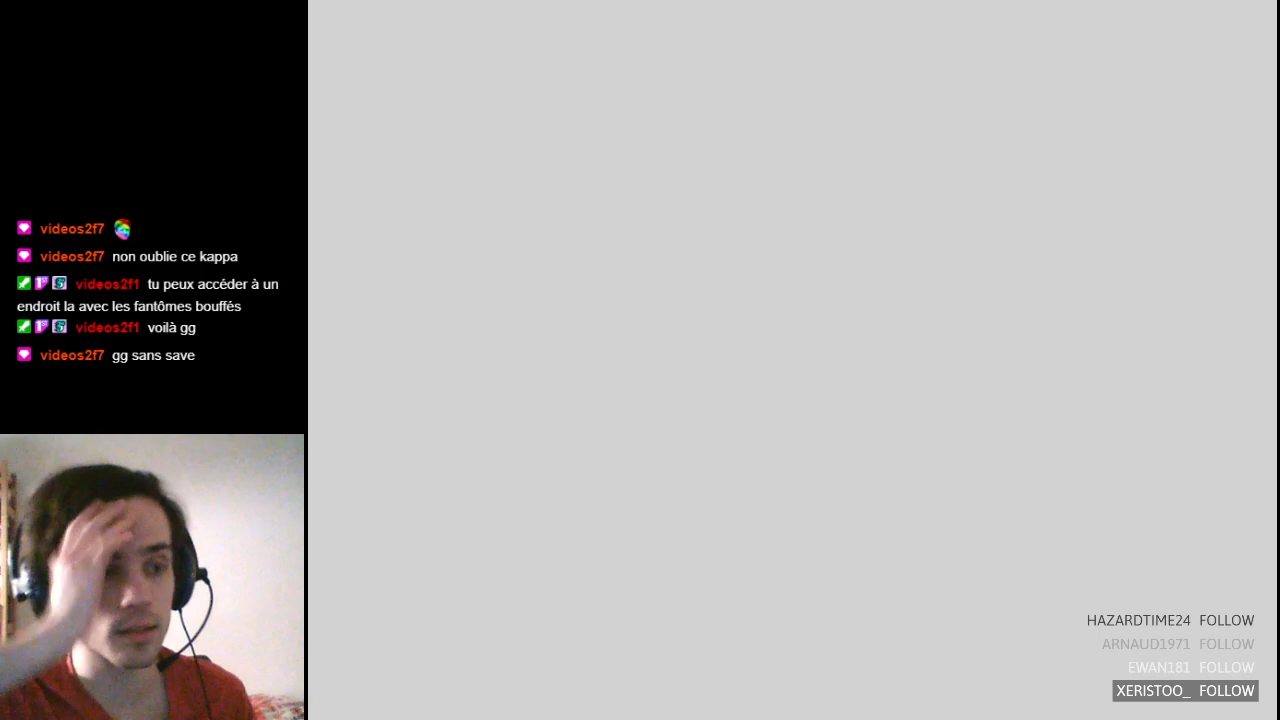 videos2f7
videos2f7 non oublie ce kappa
videos2f1 tu peux accéder à un
endroit la avec les fantômes bouffés
videos2f1 voilà gg
videos2f7 gg sans save
HAZARDTIME24 FOLLOW
ARNAUD1971 FOLLOW
EWAN181 FOLLOW
XERISTOO_ FOLLOW